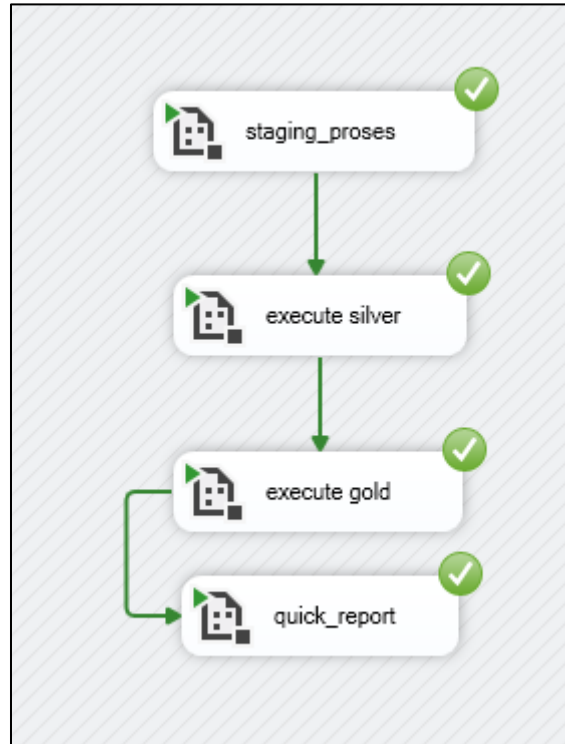 staging_proses
execute silver
execute gold
quick_report